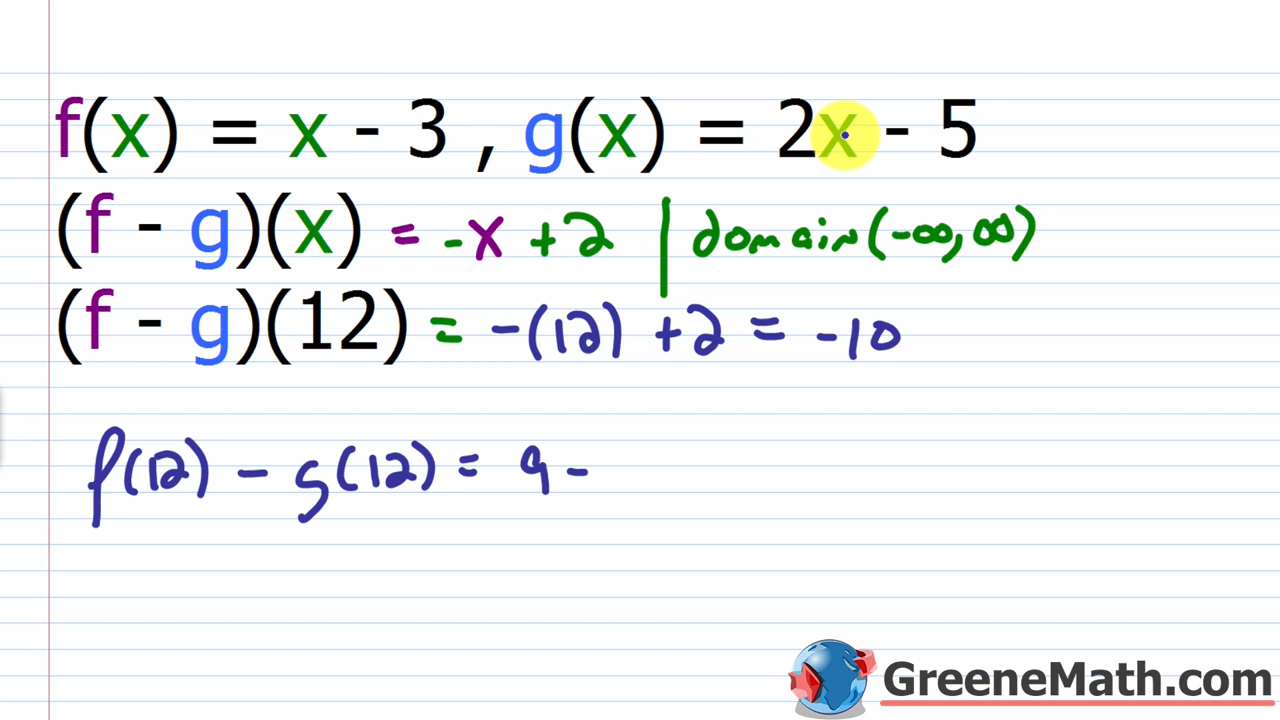 f(x) = x - 3 , g(x) = 2x - 5
(f - g)(x) = -x + 2 | domain (-∞, ∞)
(f - g)(12) = -(12) + 2 = -10
f(12) - g(12) = 9 -
GreeneMath.com